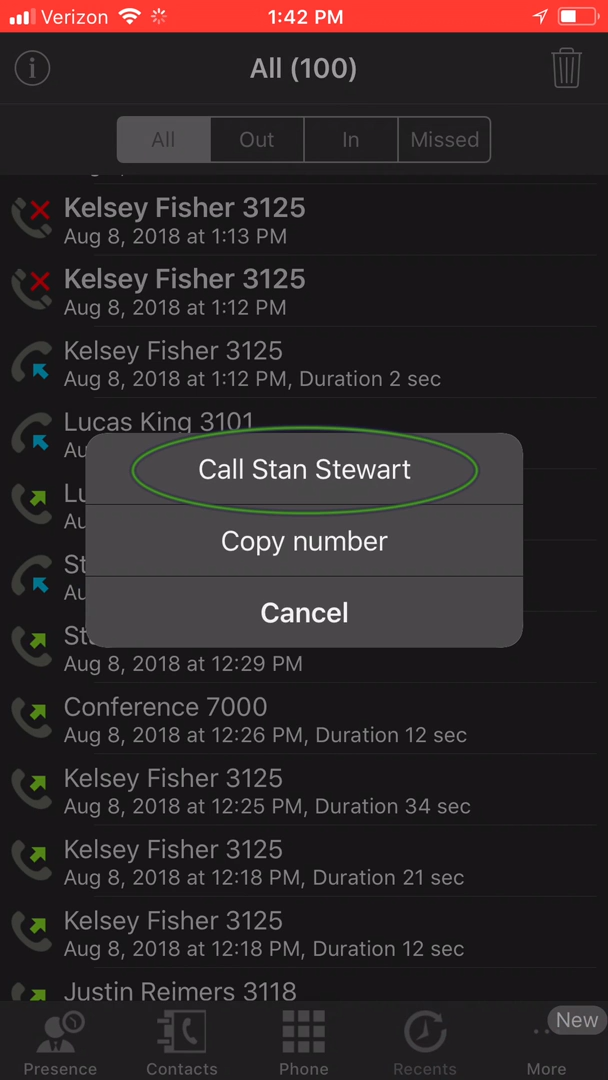 Verizon 1:42 PM
All (100)
All Out In Missed
Kelsey Fisher 3125
Aug 8, 2018 at 1:13 PM
Kelsey Fisher 3125
Aug 8, 2018 at 1:12 PM
Kelsey Fisher 3125
Aug 8, 2018 at 1:12 PM, Duration 2 sec
Lucas King 3101
Call Stan Stewart
Copy number
Cancel
Aug 8, 2018 at 12:29 PM
Conference 7000
Aug 8, 2018 at 12:26 PM, Duration 12 sec
Kelsey Fisher 3125
Aug 8, 2018 at 12:25 PM, Duration 34 sec
Kelsey Fisher 3125
Aug 8, 2018 at 12:18 PM, Duration 21 sec
Kelsey Fisher 3125
Aug 8, 2018 at 12:18 PM, Duration 12 sec
Justin Reimers 3118
New
Presence Contacts Phone Recents More